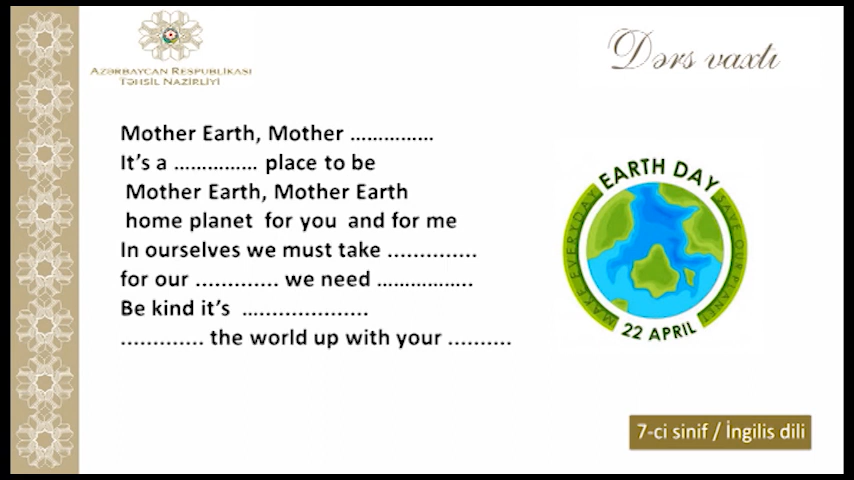 AZƏRBAYCAN RESPUBLİKASI
TƏHSİL NAZİRLİYİ
Dərs vaxtı
Mother Earth, Mother ……………
It’s a …………… place to be
Mother Earth, Mother Earth
home planet for you and for me
In ourselves we must take ..............
for our ............. we need ……………..
Be kind it’s ….................
............. the world up with your ..........
EARTH DAY
MAKE EVERYDAY
SAVE OUR PLANET
22 APRIL
7-ci sinif / İngilis dili